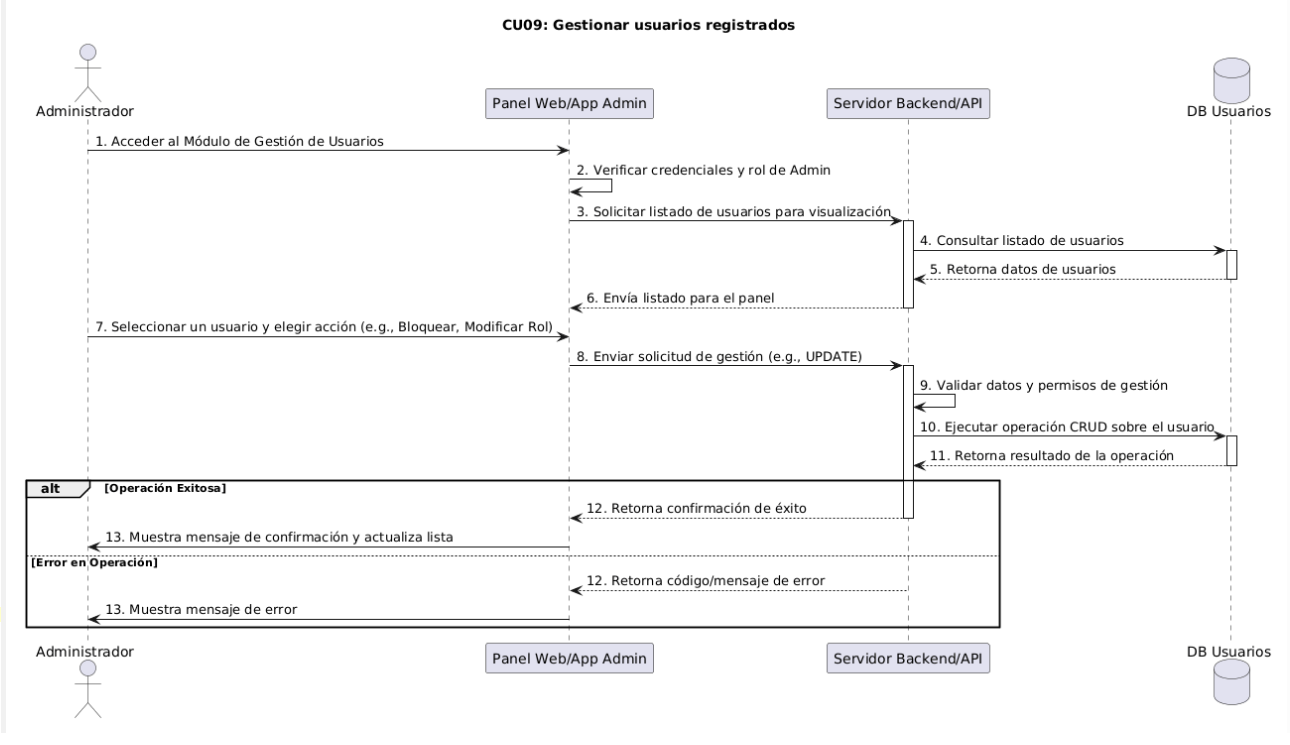 CU09: Gestionar usuarios registrados
Administrador
Panel Web/App Admin
Servidor Backend/API
DB Usuarios
1. Acceder al Módulo de Gestión de Usuarios
2. Verificar credenciales y rol de Admin
3. Solicitar listado de usuarios para visualización
4. Consultar listado de usuarios
5. Retorna datos de usuarios
6. Envía listado para el panel
7. Seleccionar un usuario y elegir acción (e.g., Bloquear, Modificar Rol)
8. Enviar solicitud de gestión (e.g., UPDATE)
9. Validar datos y permisos de gestión
10. Ejecutar operación CRUD sobre el usuario
11. Retorna resultado de la operación
alt
[Operación Exitosa]
12. Retorna confirmación de éxito
13. Muestra mensaje de confirmación y actualiza lista
[Error en Operación]
12. Retorna código/mensaje de error
13. Muestra mensaje de error
Administrador
Panel Web/App Admin
Servidor Backend/API
DB Usuarios